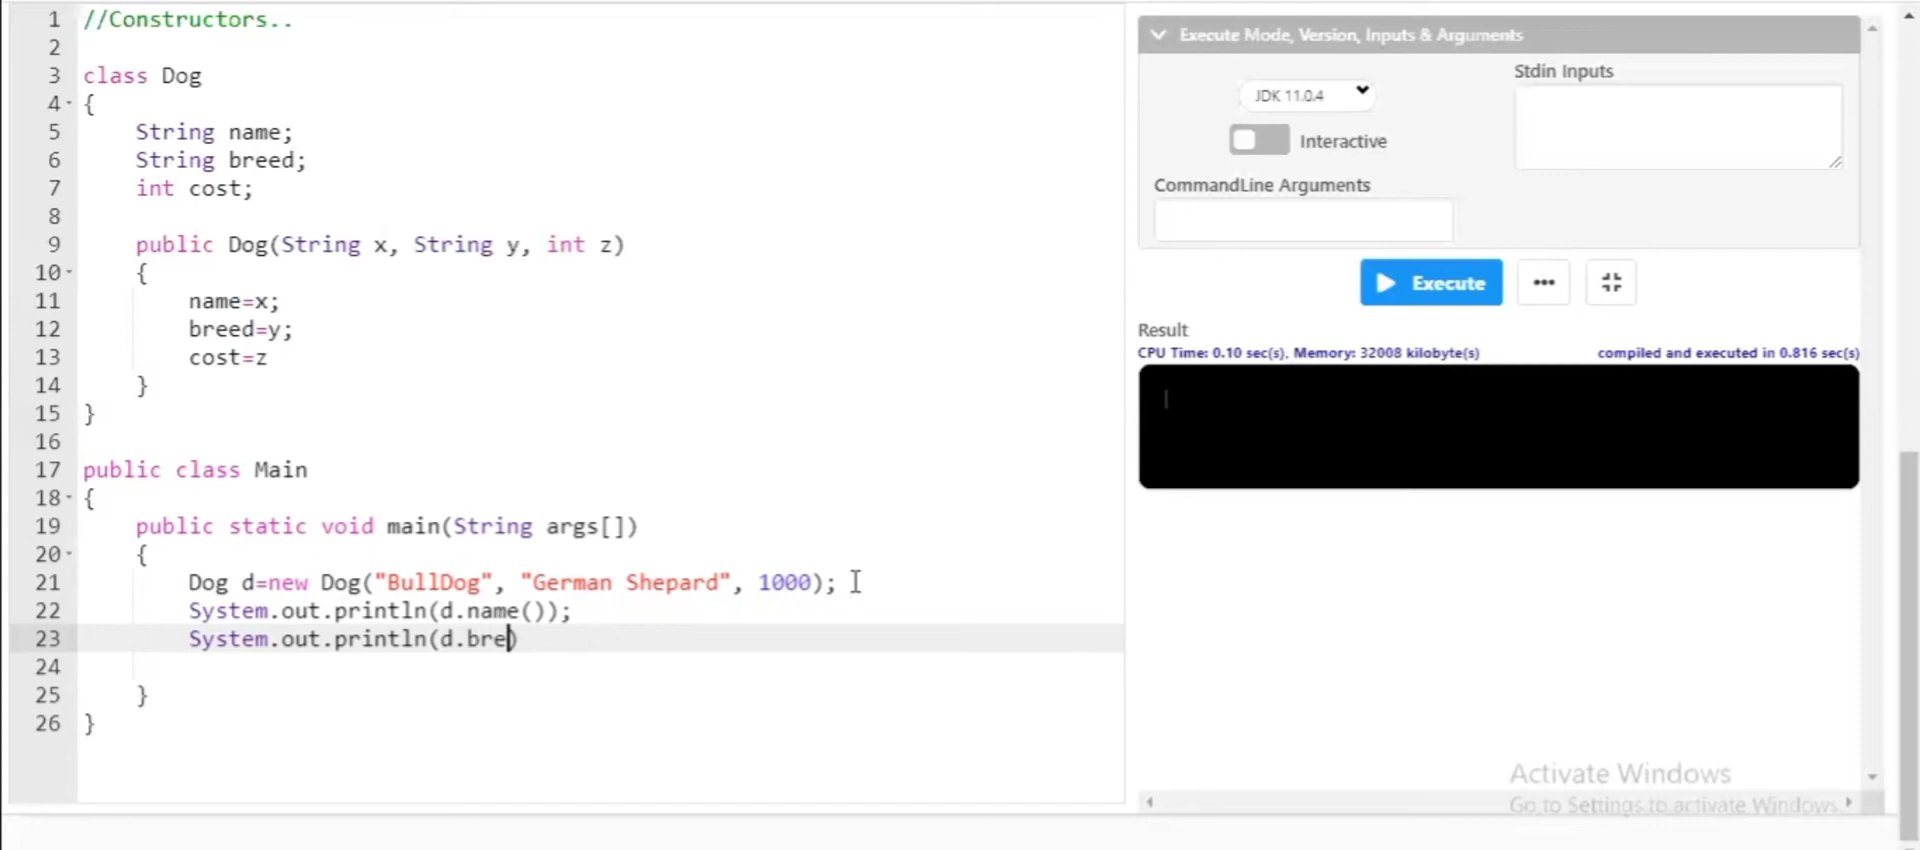 1 //Constructors..
2
3 class Dog
4 {
5 String name;
6 String breed;
7 int cost;
8
9 public Dog(String x, String y, int z)
10 {
11 name=x;
12 breed=y;
13 cost=z
14 }
15 }
16
17 public class Main
18 {
19 public static void main(String args[])
20 {
21 Dog d=new Dog("BullDog", "German Shepard", 1000);
22 System.out.println(d.name());
23 System.out.println(d.bre)
24
25 }
26 }
Execute Mode, Version, Inputs & Arguments
JDK 11.0.4
Stdin Inputs
Interactive
CommandLine Arguments
Execute
Result
CPU Time: 0.10 sec(s), Memory: 32008 kilobyte(s)
compiled and executed in 0.816 sec(s)
Activate Windows
Go to Settings to activate Windows.